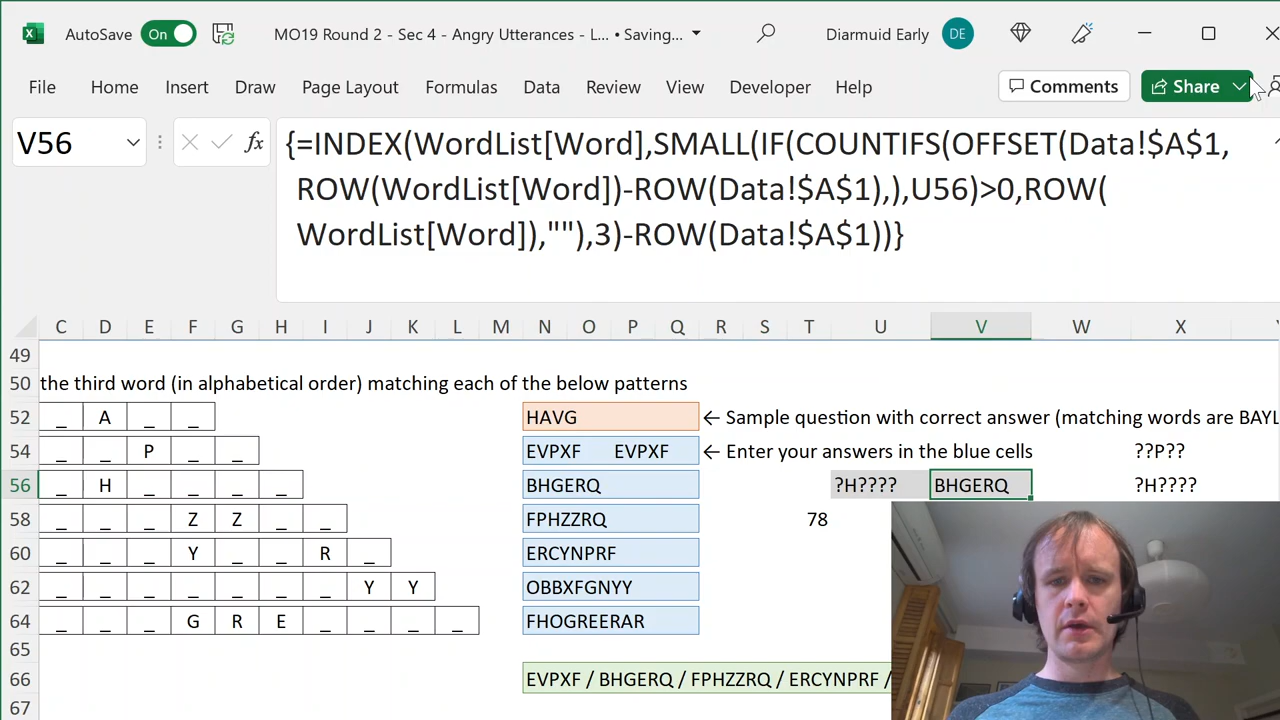 AutoSave On MO19 Round 2 - Sec 4 - Angry Utterances - L... • Saving... Diarmuid Early DE
File Home Insert Draw Page Layout Formulas Data Review View Developer Help Comments Share
V56 fx {=INDEX(WordList[Word],SMALL(IF(COUNTIFS(OFFSET(Data!$A$1,
ROW(WordList[Word])-ROW(Data!$A$1),),U56)>0,ROW(
WordList[Word]),""),3)-ROW(Data!$A$1))}
C D E F G H I J K L M N O P Q R S T U V W X
49
50 the third word (in alphabetical order) matching each of the below patterns
52 _ A _ _ HAVG ← Sample question with correct answer (matching words are BAYL
54 _ _ P _ _ EVPXF EVPXF ← Enter your answers in the blue cells ??P??
56 _ H _ _ _ _ BHGERQ ?H???? BHGERQ ?H????
58 _ _ _ Z Z _ _ FPHZZRQ 78
60 _ _ _ Y _ _ R _ ERCYNPRF
62 _ _ _ _ _ _ _ Y Y OBBXFGNYY
64 _ _ _ G R E _ _ _ _ FHOGREERAR
65
66 EVPXF / BHGERQ / FPHZZRQ / ERCYNPRF /
67